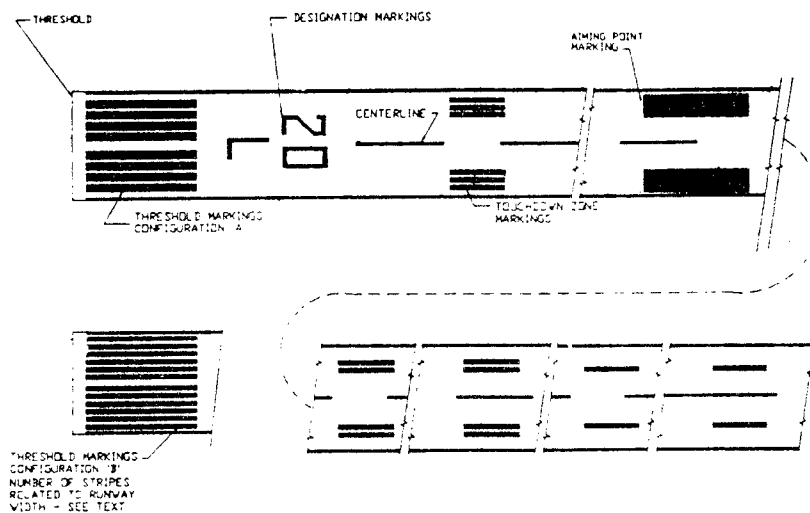 THRESHOLD
DESIGNATION MARKINGS
AIMING POINT
MARKING
20
L
CENTERLINE
THRESHOLD MARKINGS
CONFIGURATION 'A'
TOUCHDOWN ZONE
MARKINGS
THRESHOLD MARKINGS
CONFIGURATION 'B'
NUMBER OF STRIPES
RELATED TO RUNWAY
WIDTH - SEE TEXT